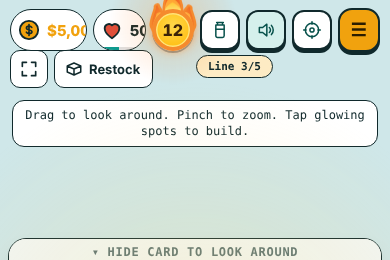 $5,0
50
12
Restock
Line 3/5
Drag to look around. Pinch to zoom. Tap glowing
spots to build.
▾ HIDE CARD TO LOOK AROUND